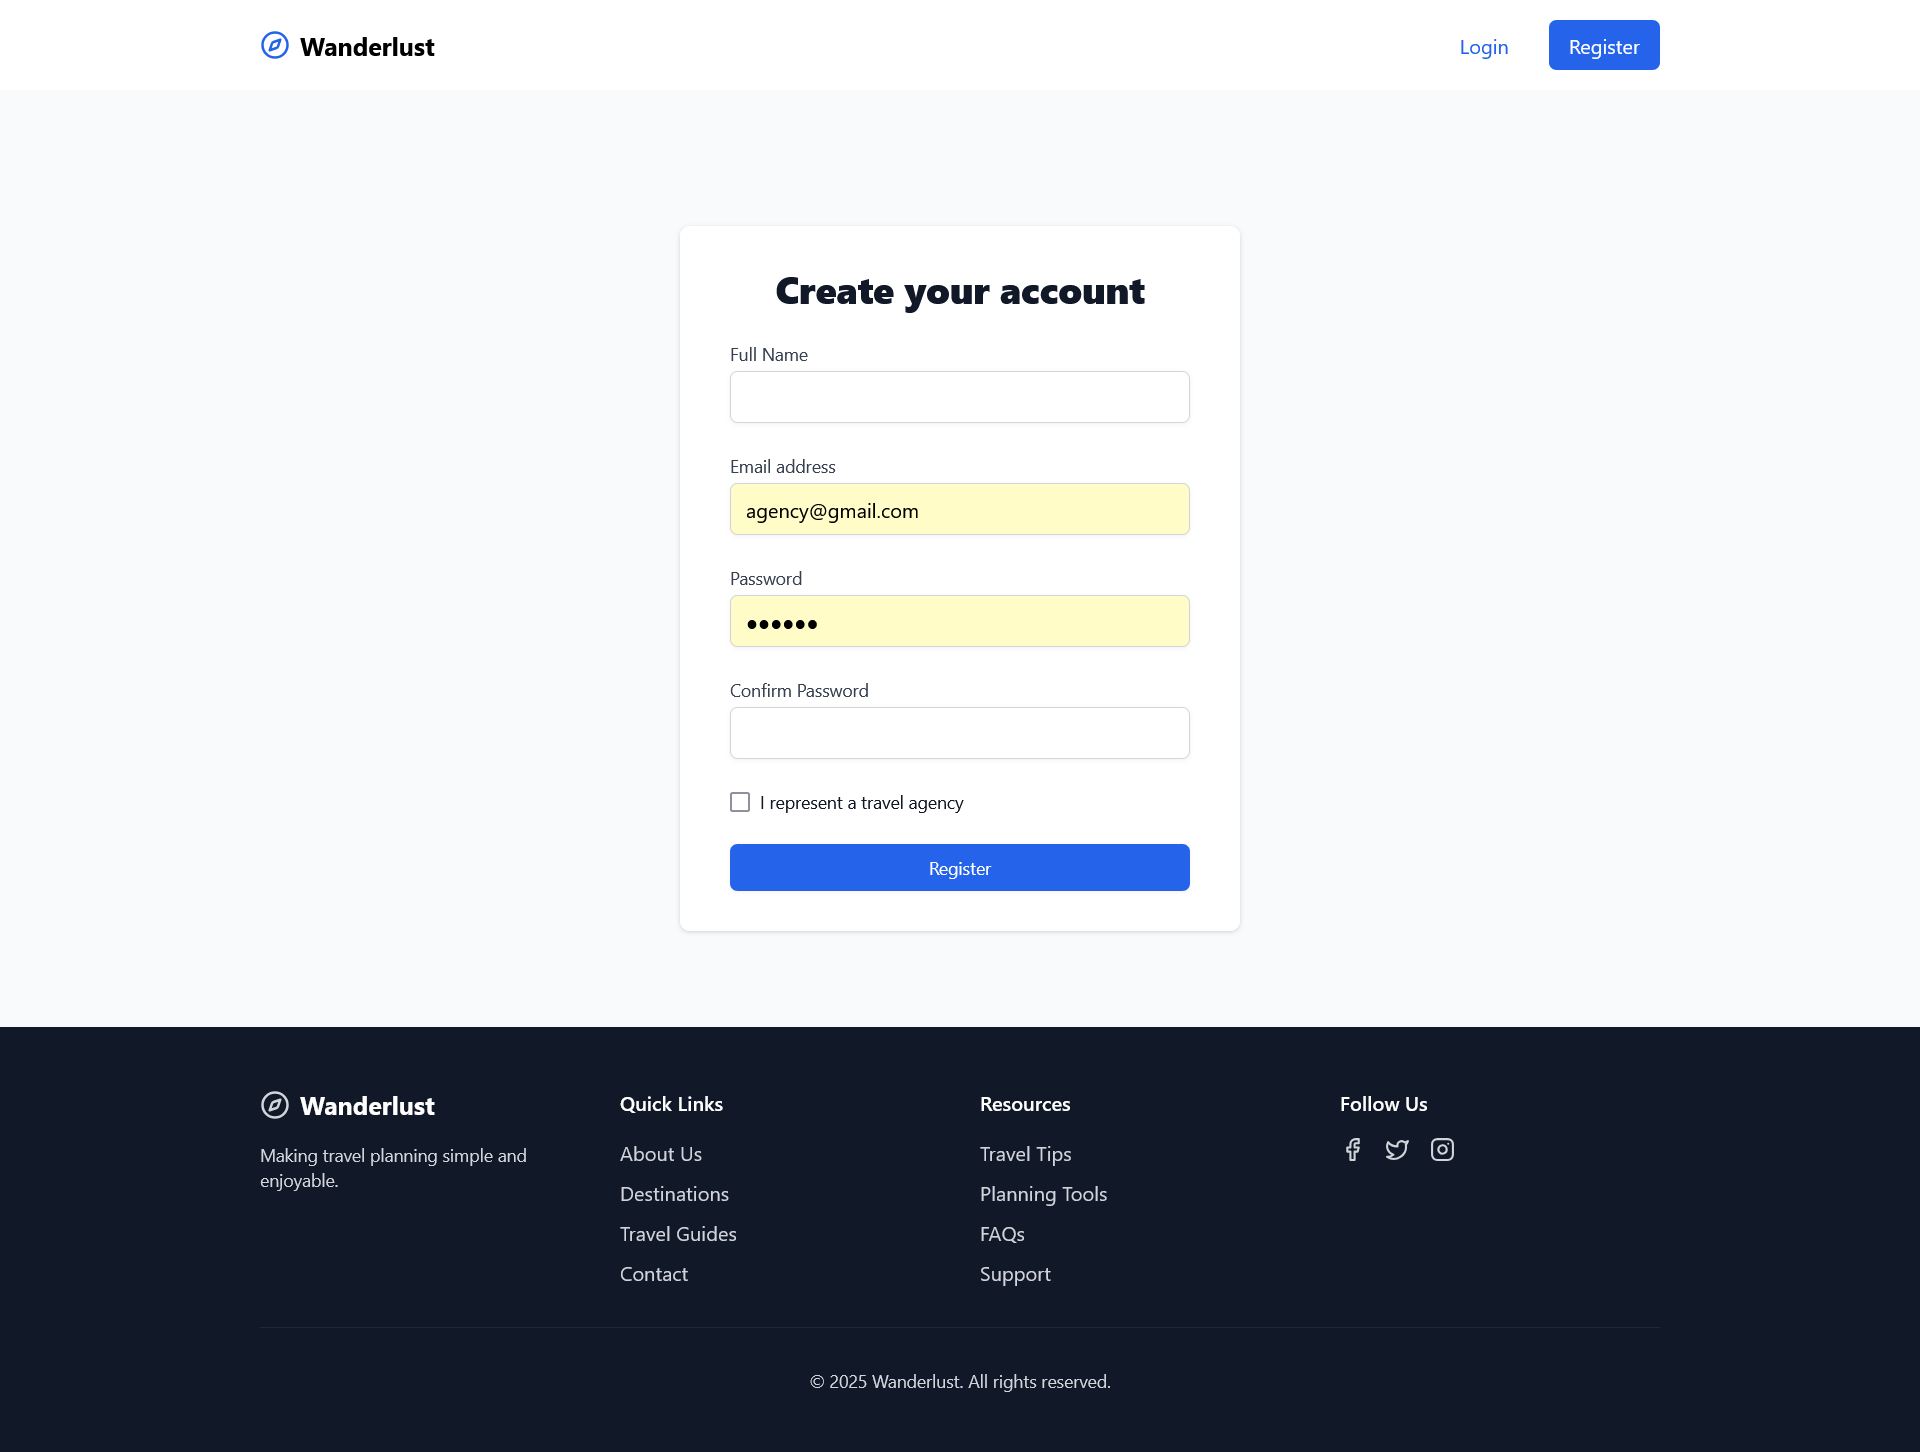 Wanderlust
Login
Register
Create your account
Full Name
Email address
agency@gmail.com
Password
••••••
Confirm Password
I represent a travel agency
Register
Wanderlust
Making travel planning simple and
enjoyable.
Quick Links
About Us
Destinations
Travel Guides
Contact
Resources
Travel Tips
Planning Tools
FAQs
Support
Follow Us
© 2025 Wanderlust. All rights reserved.